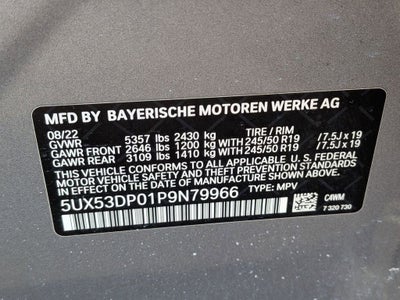 MFD BY BAYERISCHE MOTOREN WERKE AG
08/22 TIRE / RIM
GVWR 5357 lbs 2430 kg
GAWR FRONT 2646 lbs 1200 kg 245/50 R19 / 7.5J x 19
GAWR REAR 3109 lbs 1410 kg 245/50 R19 / 7.5J x 19
THIS VEHICLE CONFORMS TO ALL APPLICABLE U. S. FEDERAL
MOTOR VEHICLE SAFETY, BUMPER, AND THEFT PREVENTION
STANDARDS IN EFFECT ON THE DATE OF MANUFACTURE SHOWN ABOVE.
5UX53DP01P9N79966 TYPE: MPV
C4WM
7 320 730